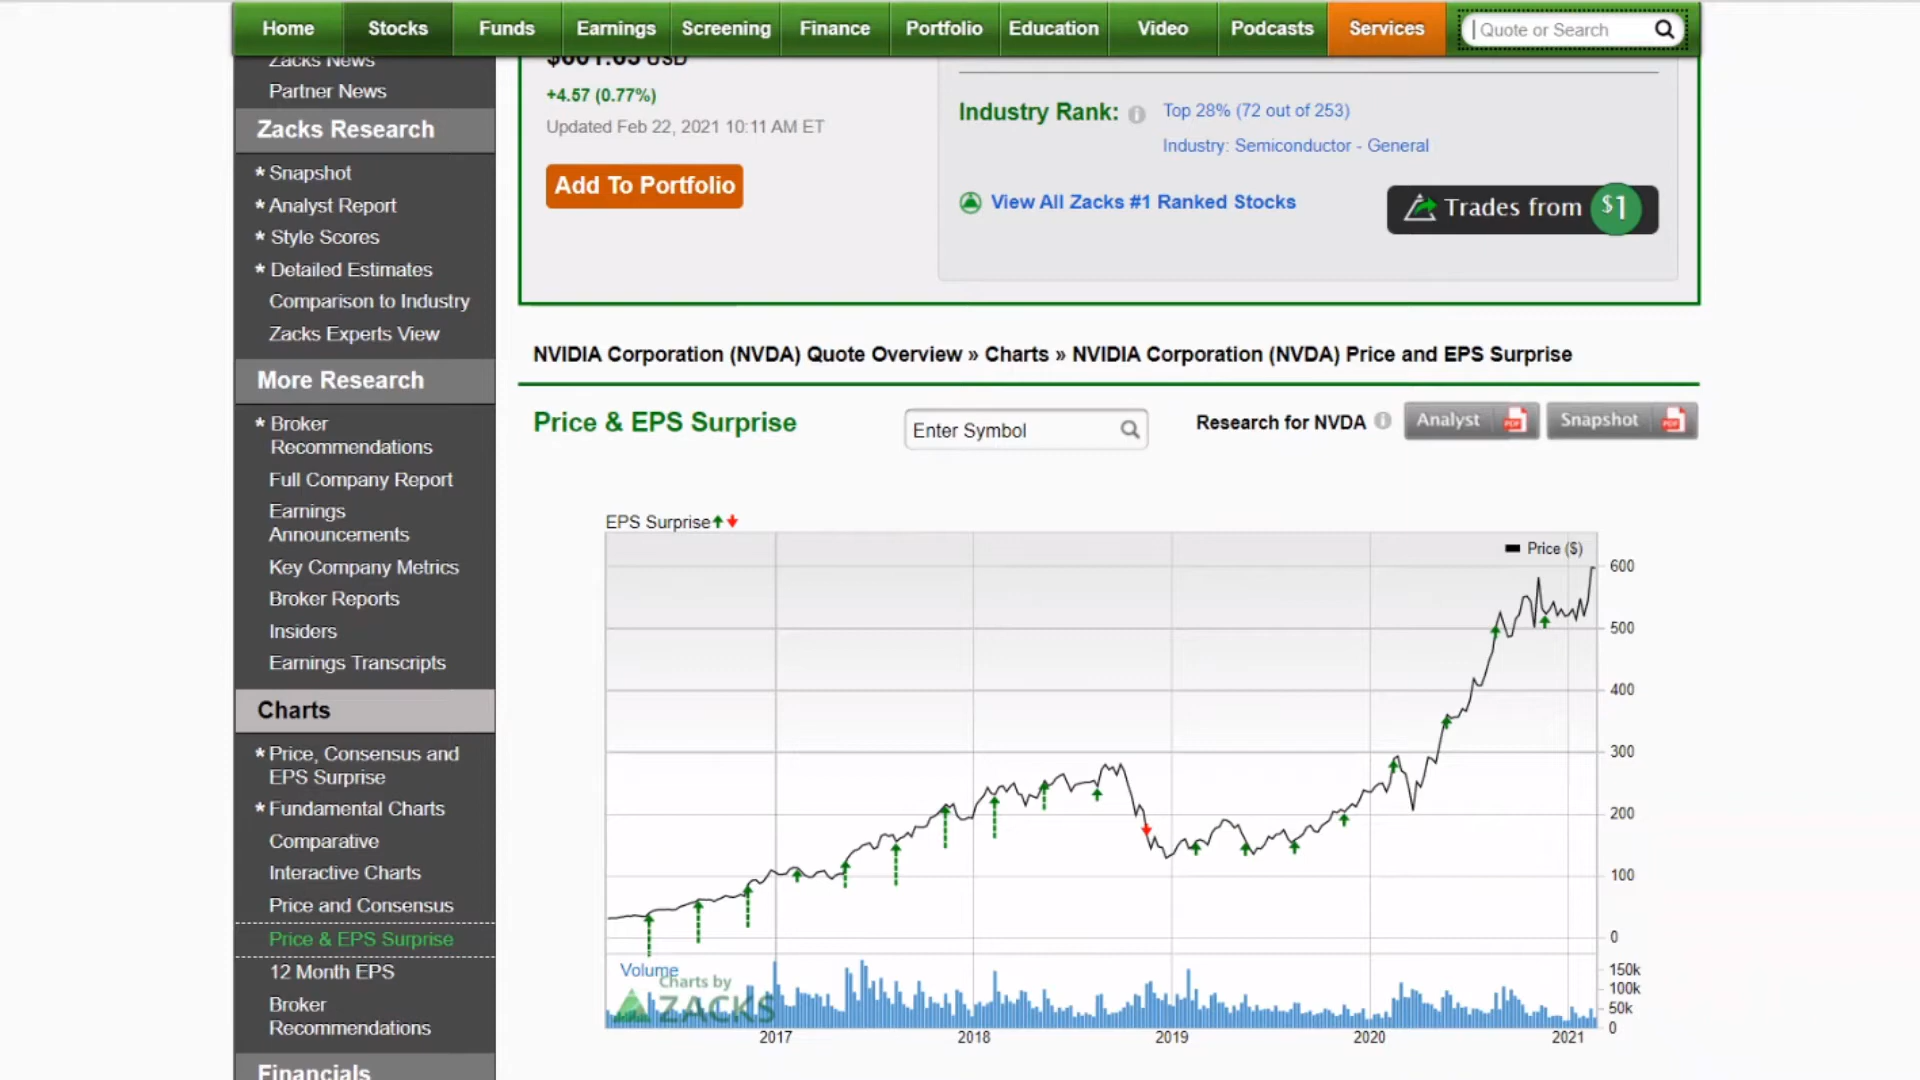 Home Stocks Funds Earnings Screening Finance Portfolio Education Video Podcasts Services Quote or Search
Zacks News
Partner News
Zacks Research
* Snapshot
* Analyst Report
* Style Scores
* Detailed Estimates
Comparison to Industry
Zacks Experts View
More Research
* Broker
Recommendations
Full Company Report
Earnings
Announcements
Key Company Metrics
Broker Reports
Insiders
Earnings Transcripts
Charts
* Price, Consensus and
EPS Surprise
* Fundamental Charts
Comparative
Interactive Charts
Price and Consensus
Price & EPS Surprise
12 Month EPS
Broker
Recommendations
Financials
USD
+4.57 (0.77%)
Updated Feb 22, 2021 10:11 AM ET
Add To Portfolio
Industry Rank: Top 28% (72 out of 253)
Industry: Semiconductor - General
View All Zacks #1 Ranked Stocks
Trades from $1
NVIDIA Corporation (NVDA) Quote Overview » Charts » NVIDIA Corporation (NVDA) Price and EPS Surprise
Price & EPS Surprise
Enter Symbol
Research for NVDA
Analyst PDF
Snapshot PDF
EPS Surprise
Price ($)
600
500
400
300
200
100
0
Volume
Charts by
ZACKS
150k
100k
50k
0
2017 2018 2019 2020 2021